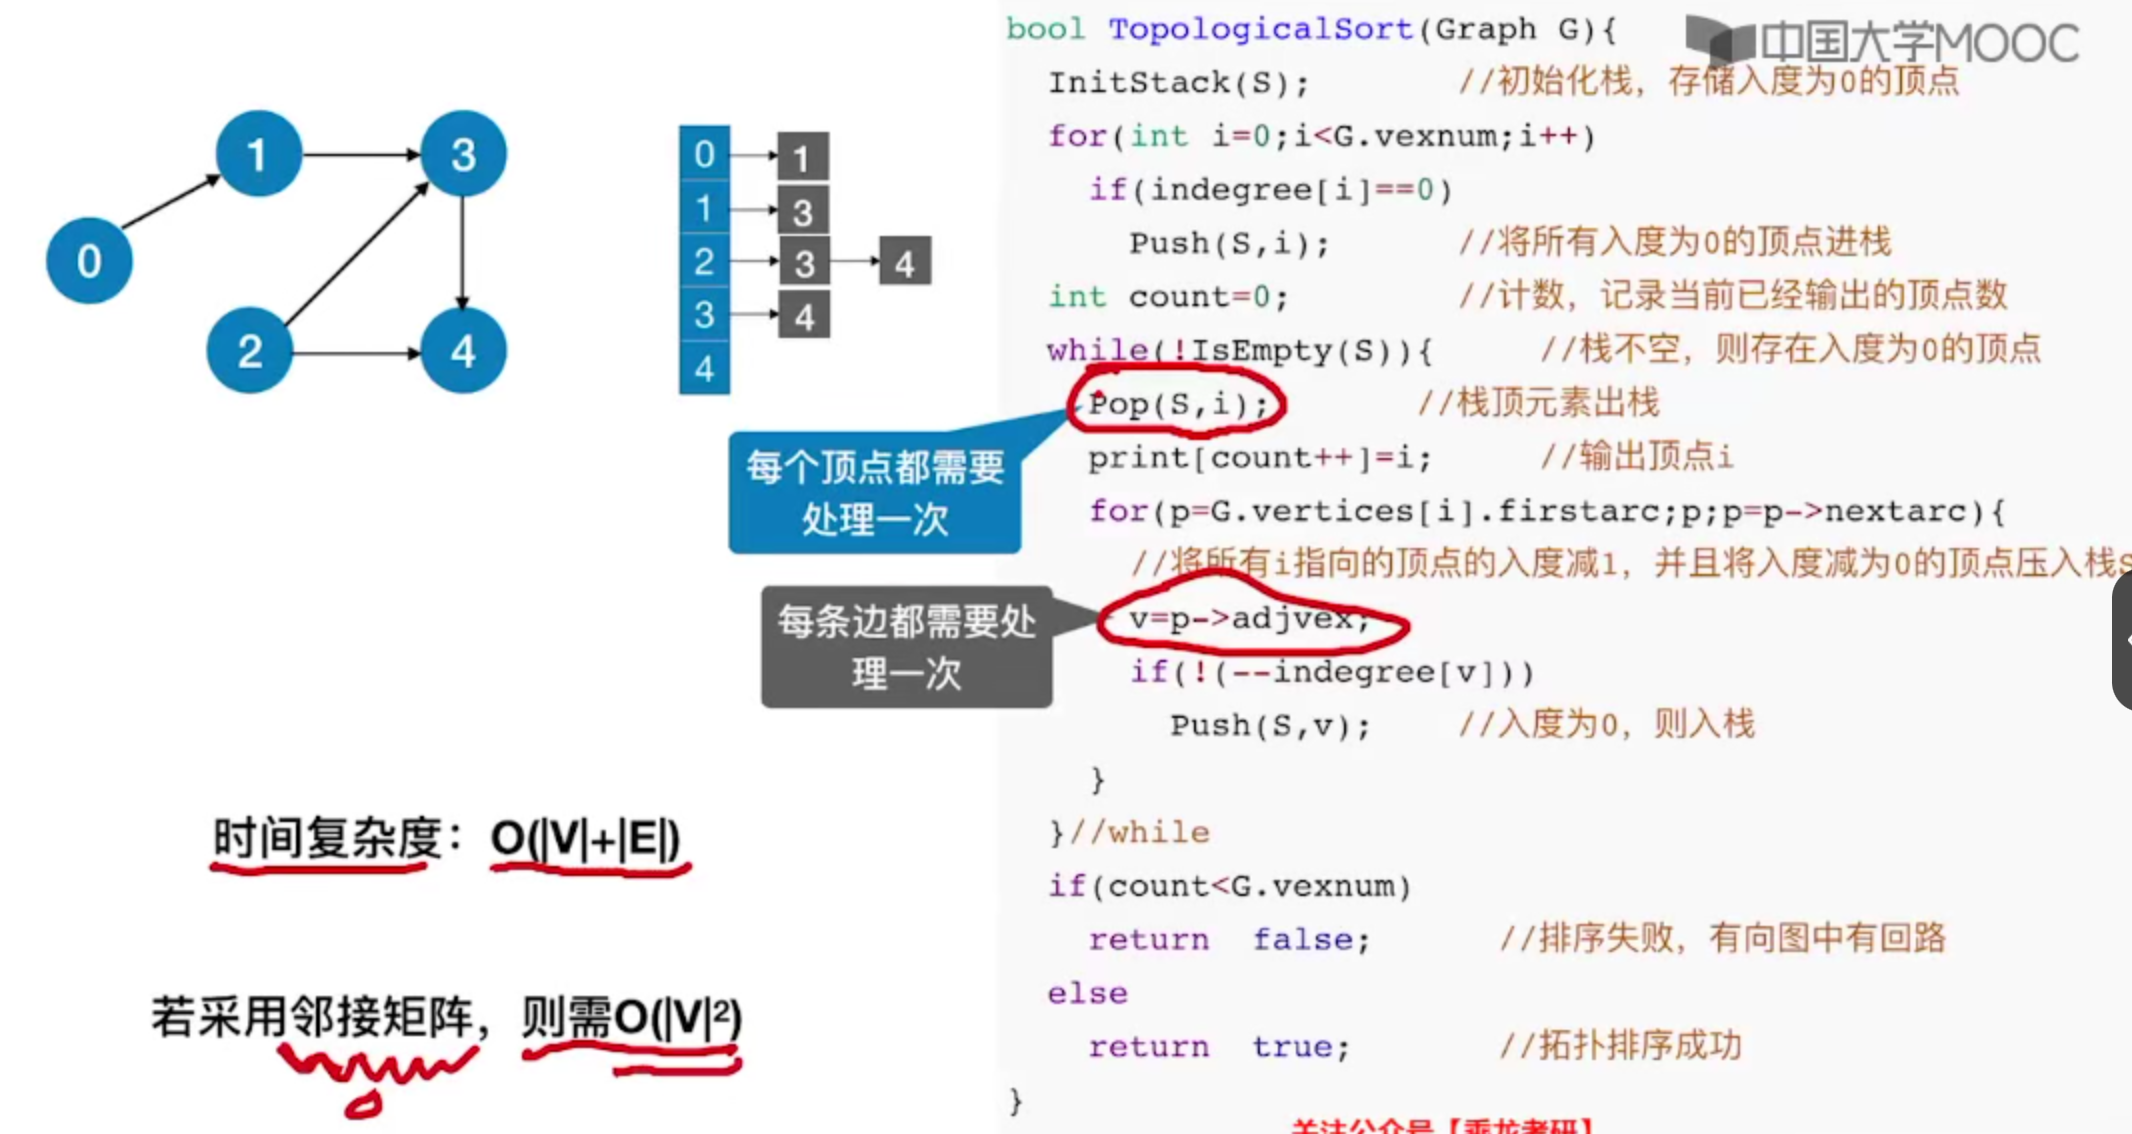 中国大学MOOC
bool TopologicalSort(Graph G){
InitStack(S); //初始化栈，存储入度为0的顶点
for(int i=0;i<G.vexnum;i++)
if(indegree[i]==0)
Push(S,i); //将所有入度为0的顶点进栈
int count=0; //计数，记录当前已经输出的顶点数
while(!IsEmpty(S)){ //栈不空，则存在入度为0的顶点
Pop(S,i); //栈顶元素出栈
print[count++]=i; //输出顶点i
for(p=G.vertices[i].firstarc;p;p=p->nextarc){
//将所有i指向的顶点的入度减1，并且将入度减为0的顶点压入栈S
v=p->adjvex;
if(!(--indegree[v]))
Push(S,v); //入度为0，则入栈
}
}//while
if(count<G.vexnum)
return false; //排序失败，有向图中有回路
else
return true; //拓扑排序成功
}
1 3
0
2 4
0 1
1 3
2 3 4
3 4
4
每个顶点都需要
处理一次
每条边都需要处
理一次
时间复杂度：O(|V|+|E|)
若采用邻接矩阵，则需O(|V|²)
关注公众号【乘龙考研】